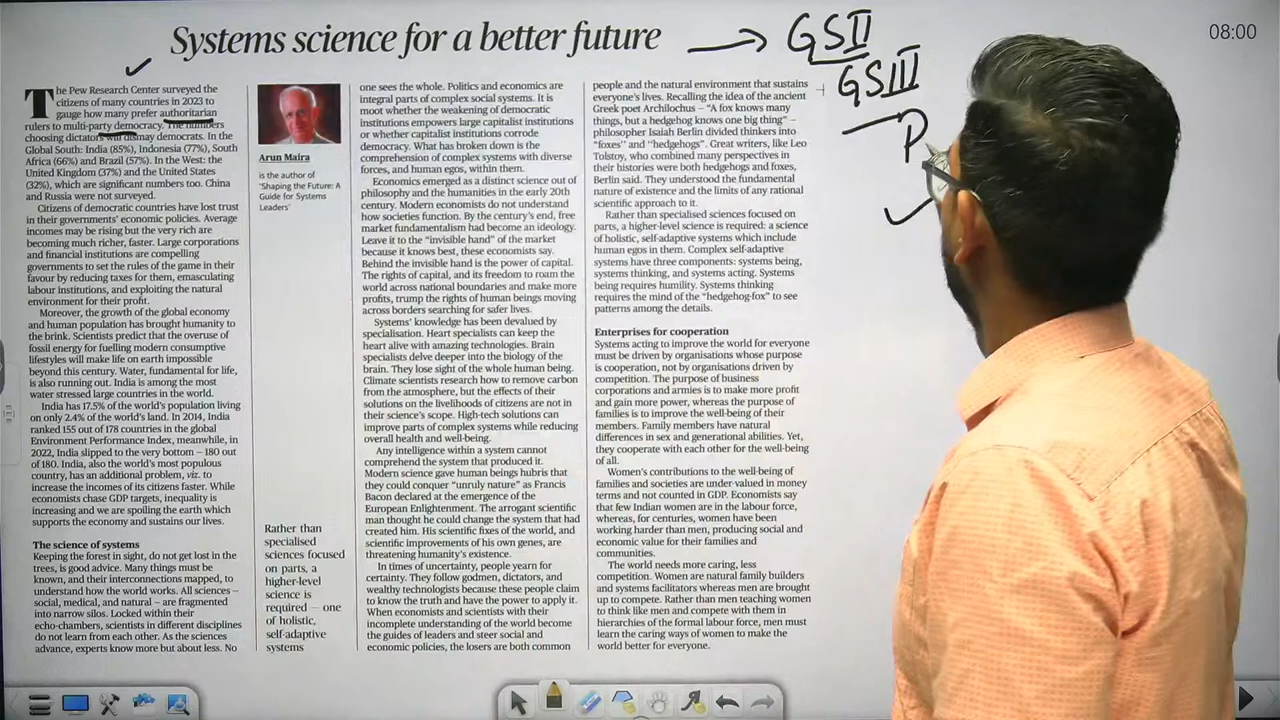 Systems science for a better future
GSII
GSIII
P
08:00
The Pew Research Center surveyed the
citizens of many countries in 2023 to
gauge how many prefer authoritarian
rulers to multi-party democracy. The numbers
choosing dictators will dismay democrats. In the
Global South: India (85%), Indonesia (77%), South
Africa (66%) and Brazil (57%). In the West: the
United Kingdom (37%) and the United States
(32%), which are significant numbers too. China
and Russia were not surveyed.
Citizens of democratic countries have lost trust
in their governments' economic policies. Average
incomes may be rising but the very rich are
becoming much richer, faster. Large corporations
and financial institutions are compelling
governments to set the rules of the game in their
favour by reducing taxes for them, emasculating
labour institutions, and exploiting the natural
environment for their profit.
Moreover, the growth of the global economy
and human population has brought humanity to
the brink. Scientists predict that the overuse of
fossil energy for fuelling modern consumptive
lifestyles will make life on earth impossible
beyond this century. Water, fundamental for life,
is also running out. India is among the most
water stressed large countries in the world.
India has 17.5% of the world's population living
on only 2.4% of the world's land. In 2014, India
ranked 155 out of 178 countries in the global
Environment Performance Index, meanwhile, in
2022, India slipped to the very bottom — 180 out
of 180. India, also the world's most populous
country, has an additional problem, viz. to
increase the incomes of its citizens faster. While
economists chase GDP targets, inequality is
increasing and we are spoiling the earth which
supports the economy and sustains our lives.
The science of systems
Keeping the forest in sight, do not get lost in the
trees, is good advice. Many things must be
known, and their interconnections mapped, to
understand how the world works. All sciences —
social, medical, and natural — are fragmented
into narrow silos. Locked within their
echo-chambers, scientists in different disciplines
do not learn from each other. As the sciences
advance, experts know more but about less. No
Arun Maira
is the author of
'Shaping the Future: A
Guide for Systems
Leaders'
Rather than
specialised
sciences focused
on parts, a
higher-level
science is
required — one
of holistic,
self-adaptive
systems
one sees the whole. Politics and economics are
integral parts of complex social systems. It is
moot whether the weakening of democratic
institutions empowers large capitalist institutions
or whether capitalist institutions corrode
democracy. What has broken down is the
comprehension of complex systems with diverse
forces, and human egos, within them.
Economics emerged as a distinct science out of
philosophy and the humanities in the early 20th
century. Modern economists do not understand
how societies function. By the century's end, free
market fundamentalism had become an ideology.
Leave it to the "invisible hand" of the market
because it knows best, these economists say.
Behind the invisible hand is the power of capital.
The rights of capital, and its freedom to roam the
world across national boundaries and make more
profits, trump the rights of human beings moving
across borders searching for safer lives.
Systems' knowledge has been devalued by
specialisation. Heart specialists can keep the
heart alive with amazing technologies. Brain
specialists delve deeper into the biology of the
brain. They lose sight of the whole human being.
Climate scientists research how to remove carbon
from the atmosphere, but the effects of their
solutions on the livelihoods of citizens are not in
their science's scope. High-tech solutions can
improve parts of complex systems while reducing
overall health and well-being.
Any intelligence within a system cannot
comprehend the system that produced it.
Modern science gave human beings hubris that
they could conquer "unruly nature" as Francis
Bacon declared at the emergence of the
European Enlightenment. The arrogant scientific
man thought he could change the system that had
created him. His scientific fixes of the world, and
scientific improvements of his own genes, are
threatening humanity's existence.
In times of uncertainty, people yearn for
certainty. They follow godmen, dictators, and
wealthy technologists because these people claim
to know the truth and have the power to apply it.
When economists and scientists with their
incomplete understanding of the world become
the guides of leaders and steer social and
economic policies, the losers are both common
people and the natural environment that sustains
everyone's lives. Recalling the idea of the ancient
Greek poet Archilochus – "A fox knows many
things, but a hedgehog knows one big thing" –
philosopher Isaiah Berlin divided thinkers into
"foxes" and "hedgehogs". Great writers, like Leo
Tolstoy, who combined many perspectives in
their histories were both hedgehogs and foxes,
Berlin said. They understood the fundamental
nature of existence and the limits of any rational
scientific approach to it.
Rather than specialised sciences focused on
parts, a higher-level science is required: a science
of holistic, self-adaptive systems which include
human egos in them. Complex self-adaptive
systems have three components: systems being,
systems thinking, and systems acting. Systems
being requires humility. Systems thinking
requires the mind of the "hedgehog-fox" to see
patterns among the details.
Enterprises for cooperation
Systems acting to improve the world for everyone
must be driven by organisations whose purpose
is cooperation, not by organisations driven by
competition. The purpose of business
corporations and armies is to make more profit
and gain more power, whereas the purpose of
families is to improve the well-being of their
members. Family members have natural
differences in sex and generational abilities. Yet,
they cooperate with each other for the well-being
of all.
Women's contributions to the well-being of
families and societies are under-valued in money
terms and not counted in GDP. Economists say
that few Indian women are in the labour force,
whereas, for centuries, women have been
working harder than men, producing social and
economic value for their families and
communities.
The world needs more caring, less
competition. Women are natural family builders
and systems facilitators whereas men are brought
up to compete. Rather than men teaching women
to think like men and compete with them in
hierarchies of the formal labour force, men must
learn the caring ways of women to make the
world better for everyone.